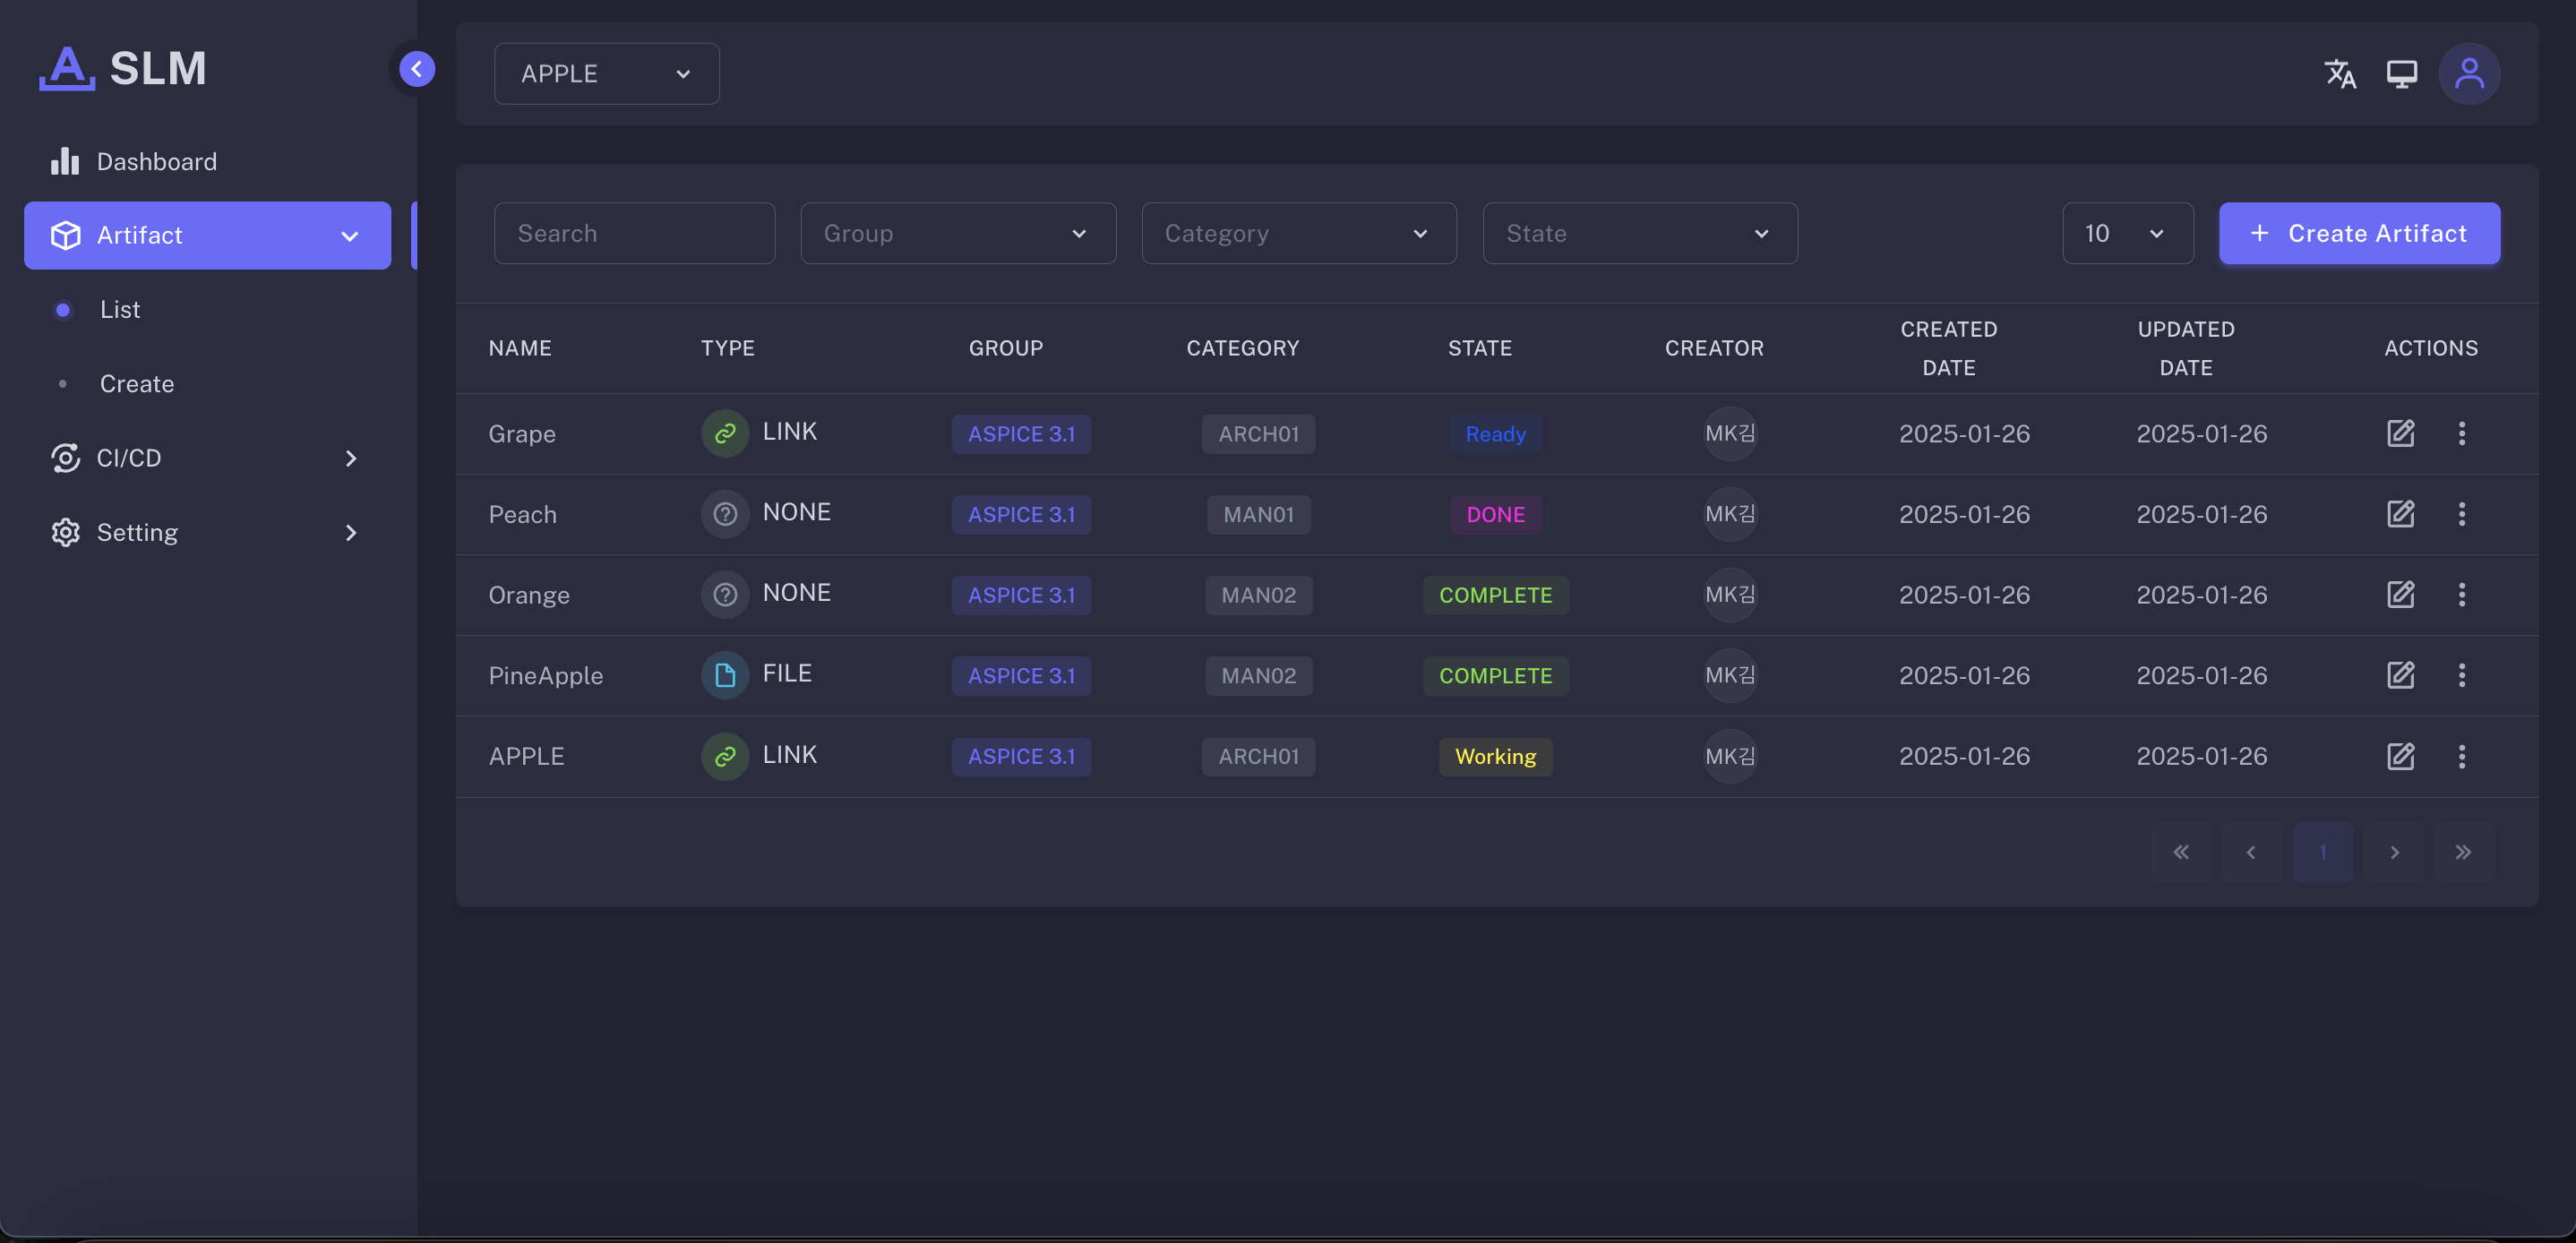 SLM
Dashboard
Artifact
List
Create
CI/CD
Setting
APPLE
Search
Group
Category
State
10
+ Create Artifact
NAME TYPE GROUP CATEGORY STATE CREATOR CREATED DATE UPDATED DATE ACTIONS
Grape LINK ASPICE 3.1 ARCH01 Ready MK김 2025-01-26 2025-01-26
Peach NONE ASPICE 3.1 MAN01 DONE MK김 2025-01-26 2025-01-26
Orange NONE ASPICE 3.1 MAN02 COMPLETE MK김 2025-01-26 2025-01-26
PineApple FILE ASPICE 3.1 MAN02 COMPLETE MK김 2025-01-26 2025-01-26
APPLE LINK ASPICE 3.1 ARCH01 Working MK김 2025-01-26 2025-01-26
1